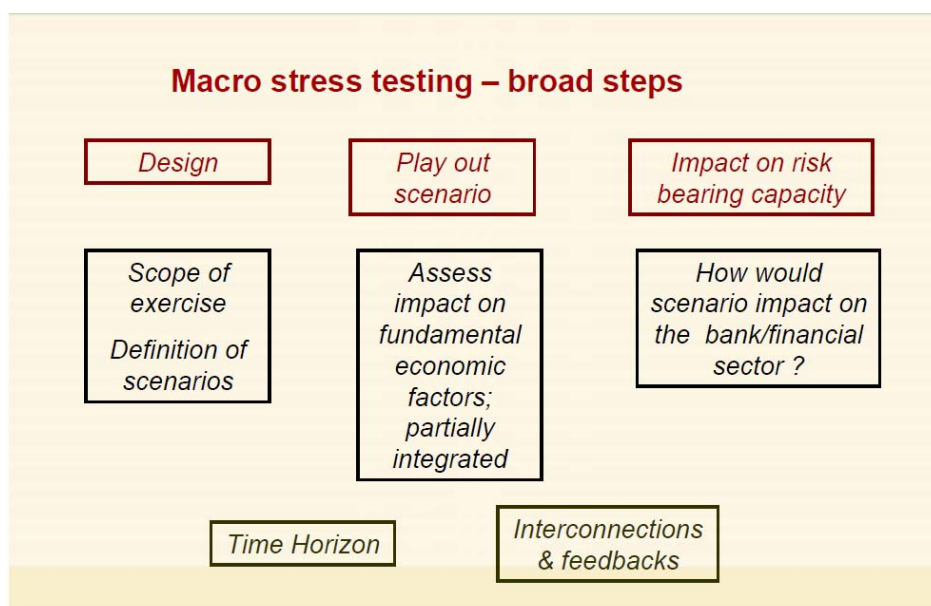 Macro stress testing – broad steps
Design
Play out
scenario
Impact on risk
bearing capacity
Scope of
exercise
Definition of
scenarios
Assess
impact on
fundamental
economic
factors;
partially
integrated
How would
scenario impact on
the bank/financial
sector ?
Time Horizon
Interconnections
& feedbacks